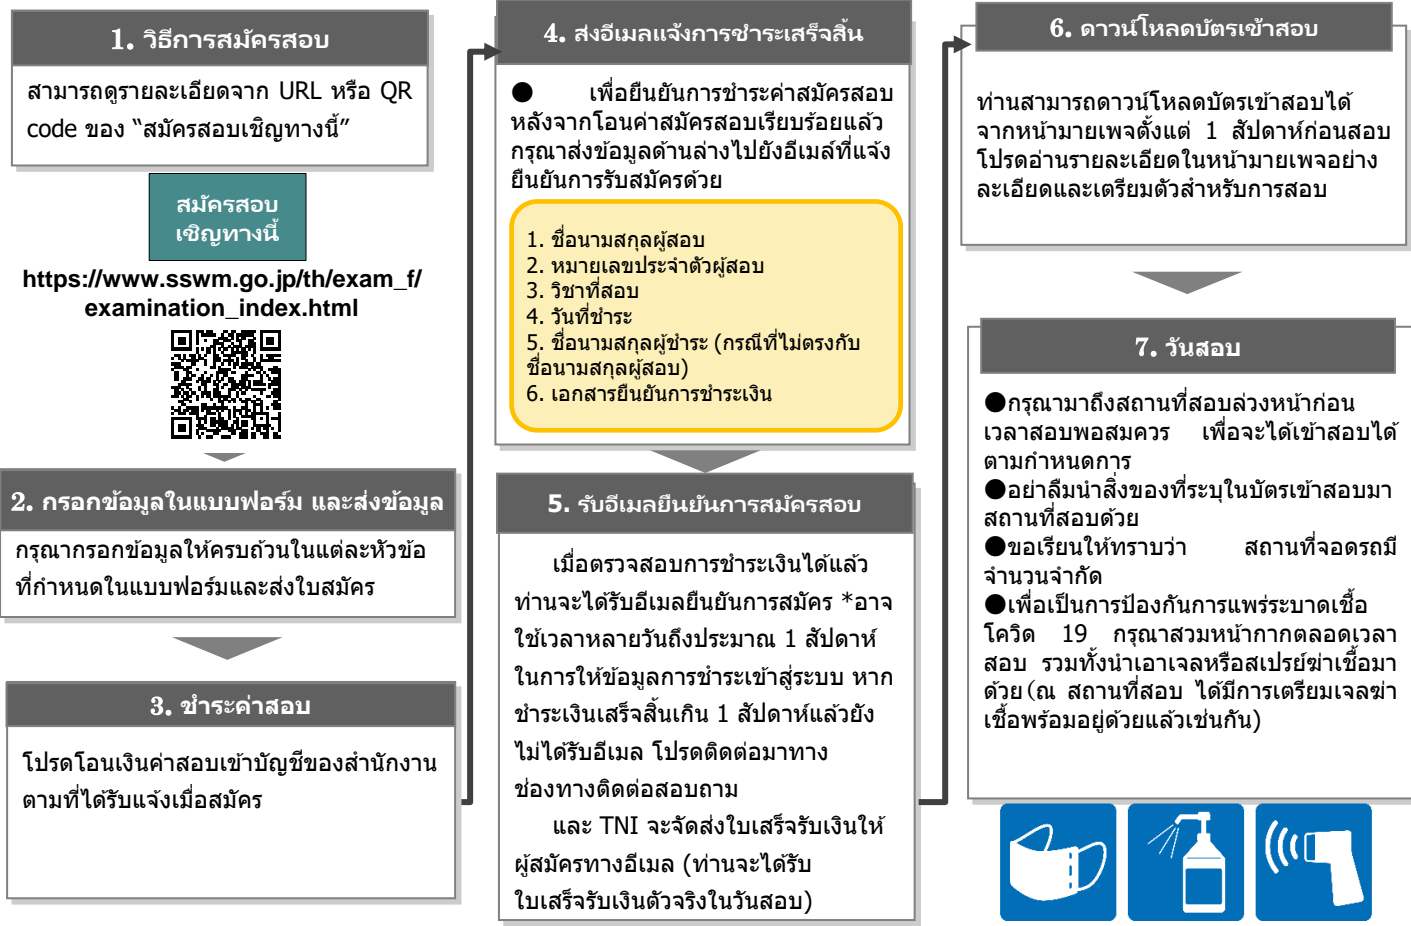 1. วิธีการสมัครสอบ
สามารถดูรายละเอียดจาก URL หรือ QR
code ของ “สมัครสอบเชิญทางนี้”
สมัครสอบ
เชิญทางนี้
https://www.sswm.go.jp/th/exam_f/
examination_index.html
2. กรอกข้อมูลในแบบฟอร์ม และส่งข้อมูล
กรุณากรอกข้อมูลให้ครบถ้วนในแต่ละหัวข้อ
ที่กำหนดในแบบฟอร์มและส่งใบสมัคร
3. ชำระค่าสอบ
โปรดโอนเงินค่าสอบเข้าบัญชีของสำนักงาน
ตามที่ได้รับแจ้งเมื่อสมัคร
4. ส่งอีเมลแจ้งการชำระเสร็จสิ้น
● เพื่อยืนยันการชำระค่าสมัครสอบ
หลังจากโอนค่าสมัครสอบเรียบร้อยแล้ว
กรุณาส่งข้อมูลด้านล่างไปยังอีเมล์ที่แจ้ง
ยืนยันการรับสมัครด้วย
1. ชื่อนามสกุลผู้สอบ
2. หมายเลขประจำตัวผู้สอบ
3. วิชาที่สอบ
4. วันที่ชำระ
5. ชื่อนามสกุลผู้ชำระ (กรณีที่ไม่ตรงกับ
ชื่อนามสกุลผู้สอบ)
6. เอกสารยืนยันการชำระเงิน
5. รับอีเมลยืนยันการสมัครสอบ
เมื่อตรวจสอบการชำระเงินได้แล้ว
ท่านจะได้รับอีเมลยืนยันการสมัคร *อาจ
ใช้เวลาหลายวันถึงประมาณ 1 สัปดาห์
ในการให้ข้อมูลการชำระเข้าสู่ระบบ หาก
ชำระเงินเสร็จสิ้นเกิน 1 สัปดาห์แล้วยัง
ไม่ได้รับอีเมล โปรดติดต่อมาทาง
ช่องทางติดต่อสอบถาม
และ TNI จะจัดส่งใบเสร็จรับเงินให้
ผู้สมัครทางอีเมล (ท่านจะได้รับ
ใบเสร็จรับเงินตัวจริงในวันสอบ)
6. ดาวน์โหลดบัตรเข้าสอบ
ท่านสามารถดาวน์โหลดบัตรเข้าสอบได้
จากหน้ามายเพจตั้งแต่ 1 สัปดาห์ก่อนสอบ
โปรดอ่านรายละเอียดในหน้ามายเพจอย่าง
ละเอียดและเตรียมตัวสำหรับการสอบ
7. วันสอบ
●กรุณามาถึงสถานที่สอบล่วงหน้าก่อน
เวลาสอบพอสมควร เพื่อจะได้เข้าสอบได้
ตามกำหนดการ
●อย่าลืมนำสิ่งของที่ระบุในบัตรเข้าสอบมา
สถานที่สอบด้วย
●ขอเรียนให้ทราบว่า สถานที่จอดรถมี
จำนวนจำกัด
●เพื่อเป็นการป้องกันการแพร่ระบาดเชื้อ
โควิด 19 กรุณาสวมหน้ากากตลอดเวลา
สอบ รวมทั้งนำเอาเจลหรือสเปรย์ฆ่าเชื้อมา
ด้วย(ณ สถานที่สอบ ได้มีการเตรียมเจลฆ่า
เชื้อพร้อมอยู่ด้วยแล้วเช่นกัน)